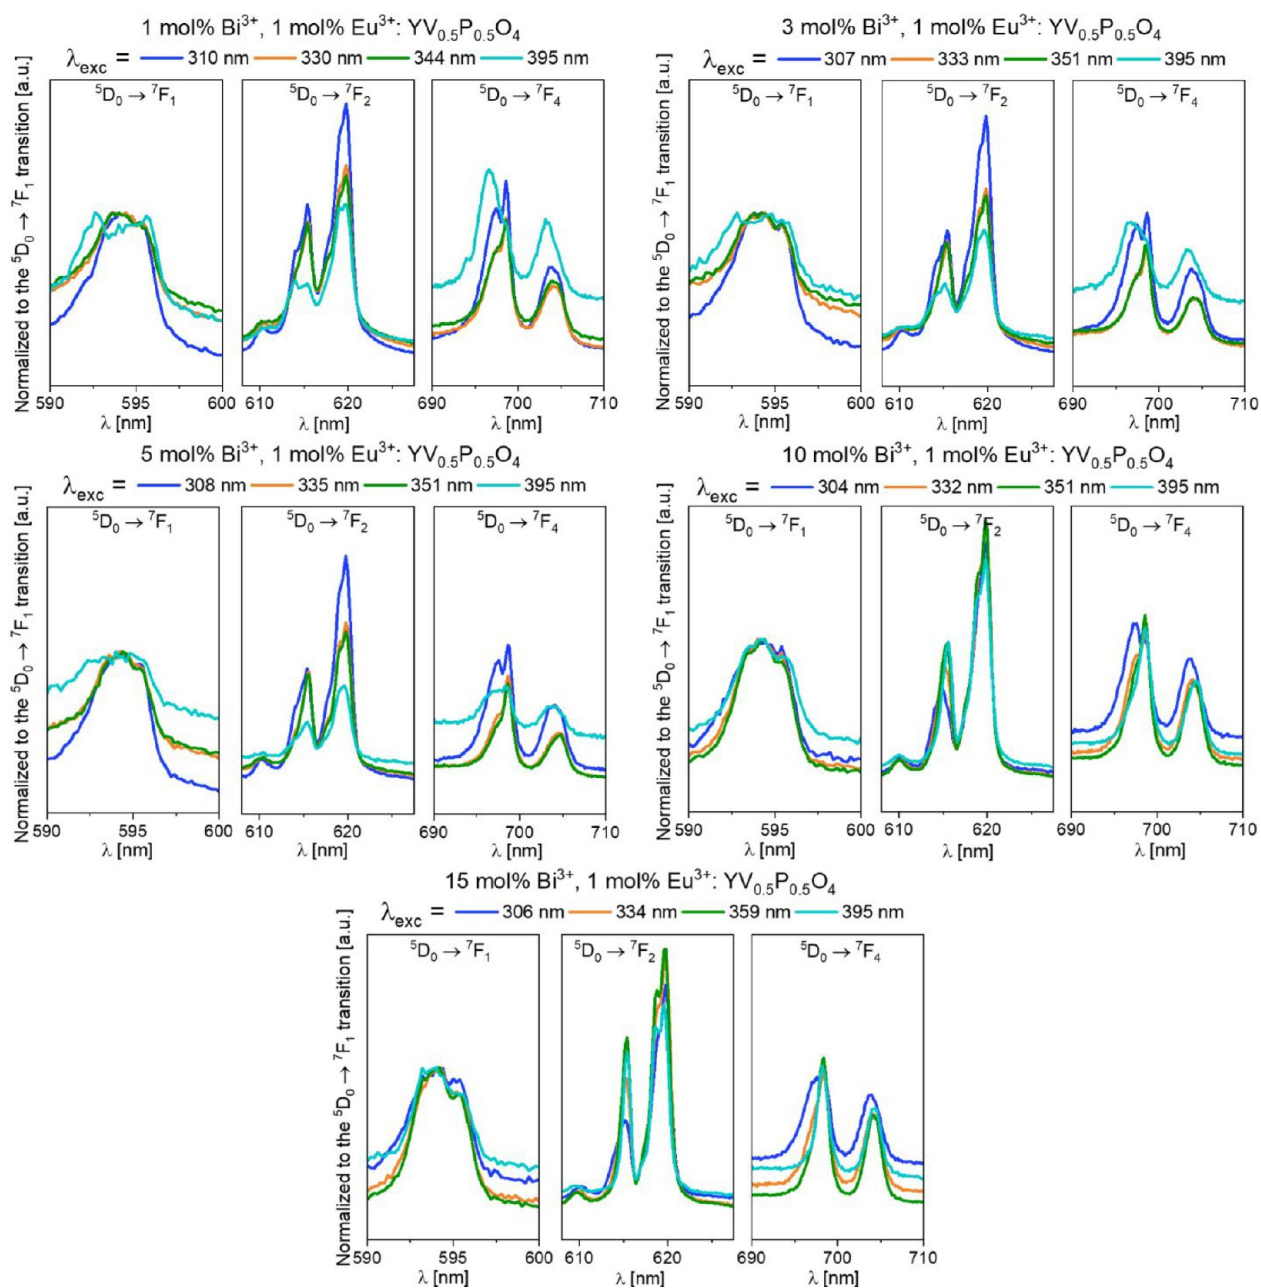 1 mol% Bi³⁺, 1 mol% Eu³⁺: YV₀.₅P₀.₅O₄
λexc = 310 nm 330 nm 344 nm 395 nm
Normalized to the ⁵D₀ → ⁷F₁ transition [a.u.]
⁵D₀ → ⁷F₁ ⁵D₀ → ⁷F₂ ⁵D₀ → ⁷F₄
590 595 600 610 620 690 700 710
λ [nm] λ [nm] λ [nm]
3 mol% Bi³⁺, 1 mol% Eu³⁺: YV₀.₅P₀.₅O₄
λexc = 307 nm 333 nm 351 nm 395 nm
Normalized to the ⁵D₀ → ⁷F₁ transition [a.u.]
⁵D₀ → ⁷F₁ ⁵D₀ → ⁷F₂ ⁵D₀ → ⁷F₄
590 595 600 610 620 690 700 710
λ [nm] λ [nm] λ [nm]
5 mol% Bi³⁺, 1 mol% Eu³⁺: YV₀.₅P₀.₅O₄
λexc = 308 nm 335 nm 351 nm 395 nm
Normalized to the ⁵D₀ → ⁷F₁ transition [a.u.]
⁵D₀ → ⁷F₁ ⁵D₀ → ⁷F₂ ⁵D₀ → ⁷F₄
590 595 600 610 620 690 700 710
λ [nm] λ [nm] λ [nm]
10 mol% Bi³⁺, 1 mol% Eu³⁺: YV₀.₅P₀.₅O₄
λexc = 304 nm 332 nm 351 nm 395 nm
Normalized to the ⁵D₀ → ⁷F₁ transition [a.u.]
⁵D₀ → ⁷F₁ ⁵D₀ → ⁷F₂ ⁵D₀ → ⁷F₄
590 595 600 610 620 690 700 710
λ [nm] λ [nm] λ [nm]
15 mol% Bi³⁺, 1 mol% Eu³⁺: YV₀.₅P₀.₅O₄
λexc = 306 nm 334 nm 359 nm 395 nm
Normalized to the ⁵D₀ → ⁷F₁ transition [a.u.]
⁵D₀ → ⁷F₁ ⁵D₀ → ⁷F₂ ⁵D₀ → ⁷F₄
590 595 600 610 620 690 700 710
λ [nm] λ [nm] λ [nm]